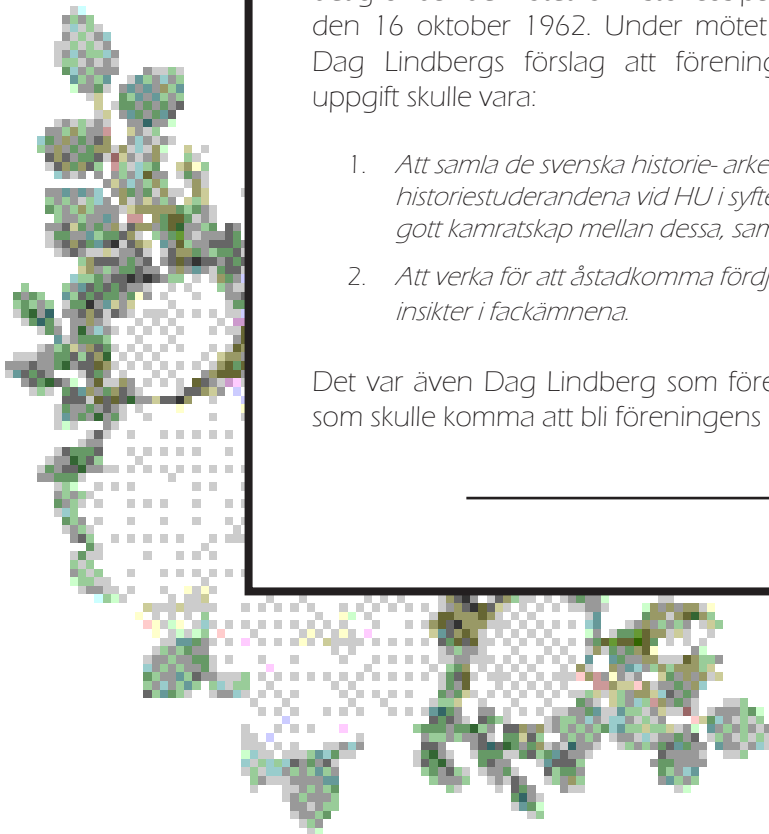 den 16 oktober 1962. Under mötet
Dag Lindbergs förslag att förening
uppgift skulle vara:
1. Att samla de svenska historie- arke
historiestuderandena vid HU i syfte
gott kamratskap mellan dessa, sam
2. Att verka för att åstadkomma fördj
insikter i fackämnena.
Det var även Dag Lindberg som före
som skulle komma att bli föreningens